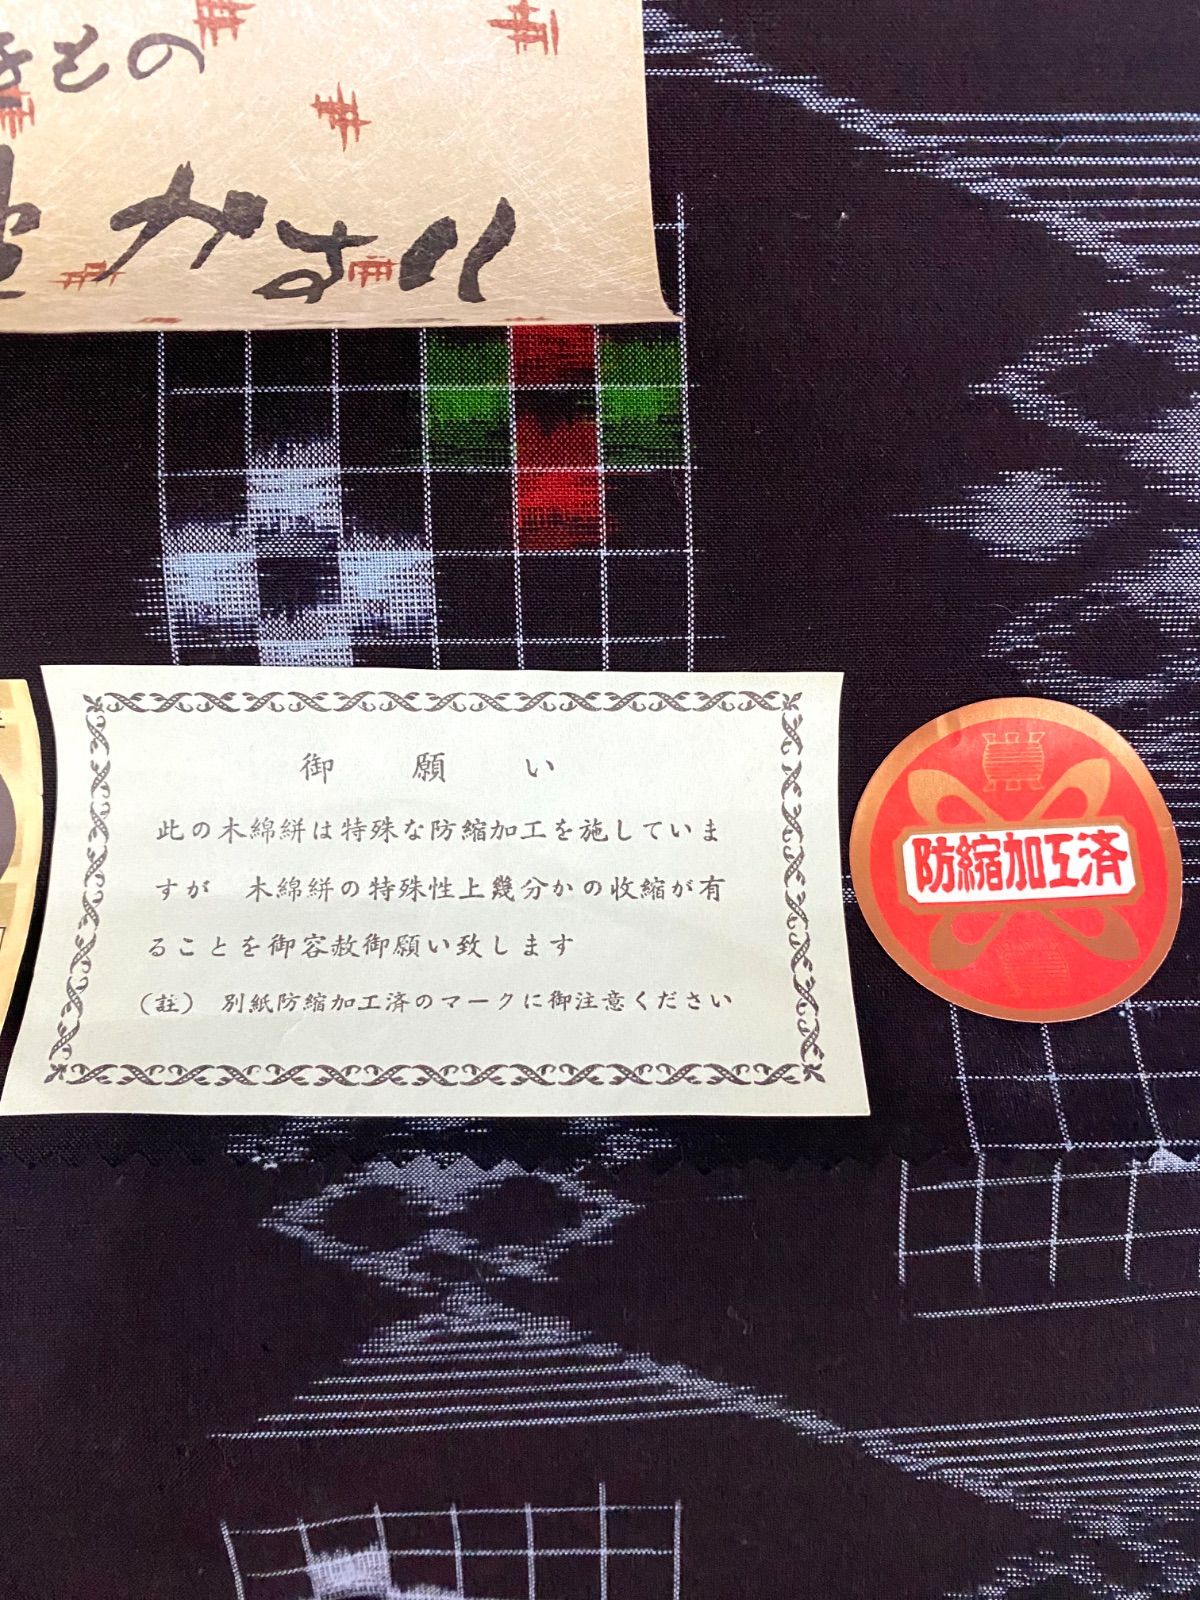 きもの
かすり
御願い
此の木綿絣は特殊な防縮加工を施していま
すが 木綿絣の特殊性上幾分かの収縮が有
ることを御容赦御願い致します
(註) 別紙防縮加工済のマークに御注意ください
防縮加工済